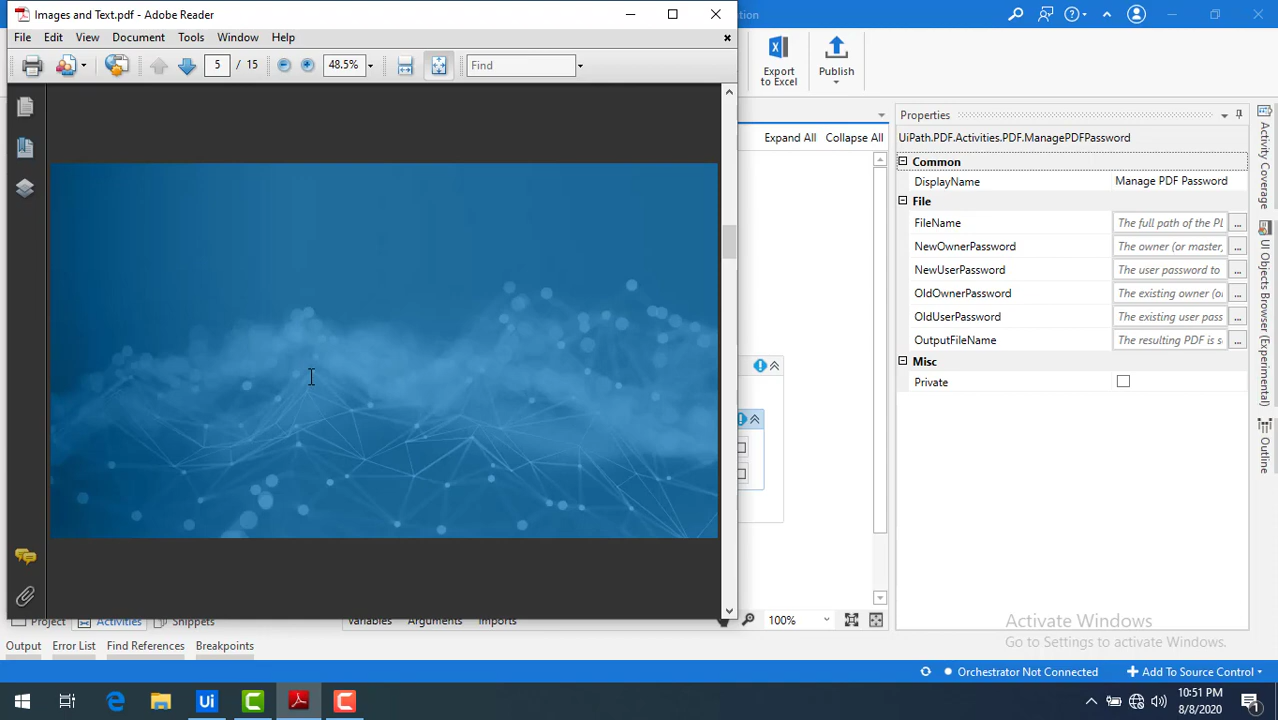 Images and Text.pdf - Adobe Reader
File Edit View Document Tools Window Help
5 / 15 48.5% Find
Export to Excel
Publish
Expand All Collapse All
Properties
UiPath.PDF.Activities.PDF.ManagePDFPassword
Common
DisplayName Manage PDF Password
File
FileName The full path of the
NewOwnerPassword The owner (or master,
NewUserPassword The user password to
OldOwnerPassword The existing owner
OldUserPassword The existing user pass
OutputFileName The resulting PDF is
Misc
Private
Activity Coverage
UI Objects Browser
Outline
Project Activities Snippets
Variables Arguments Imports
100%
Activate Windows
Go to Settings to activate Windows.
Output Error List Find References Breakpoints
Orchestrator Not Connected Add To Source Control
10:51 PM
8/8/2020